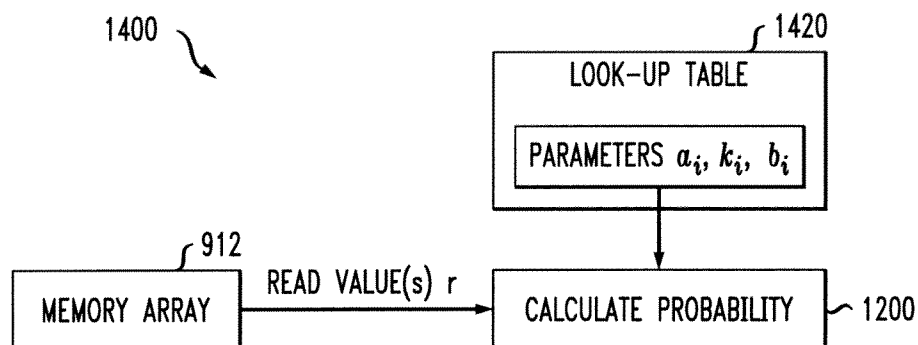 1400
1420
LOOK-UP TABLE
PARAMETERS a_i, k_i, b_i
912
READ VALUE(s) r
MEMORY ARRAY
CALCULATE PROBABILITY
1200